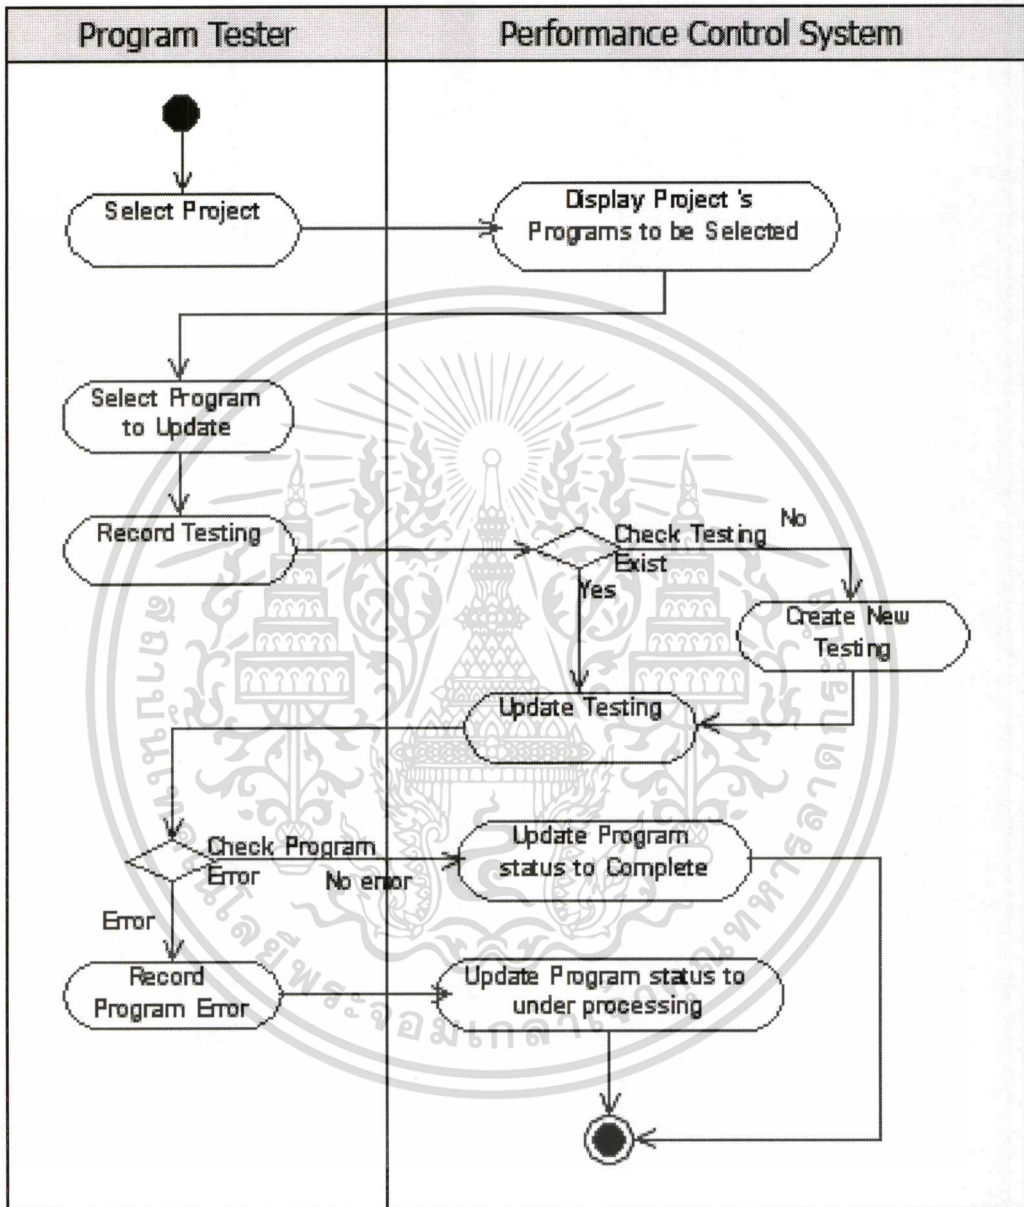 Program Tester
Performance Control System
Select Project
Display Project 's
Programs to be Selected
Select Program
to Update
Record Testing
Check Testing
Exist
No
Yes
Create New
Testing
Update Testing
Check Program
Error
No error
Update Program
status to Complete
Error
Record
Program Error
Update Program status to
under processing